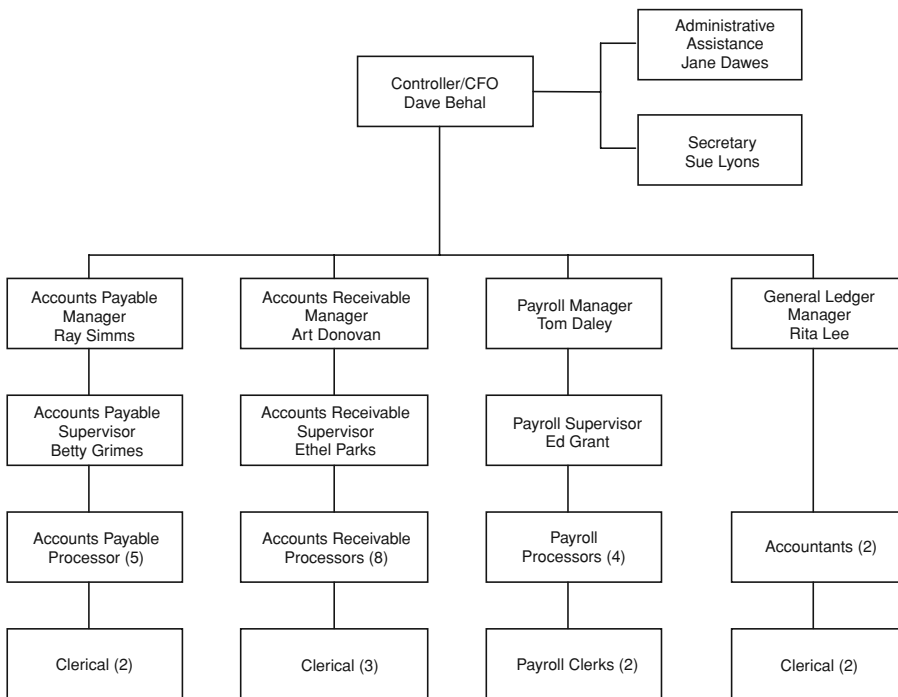 Administrative
Assistance
Jane Dawes
Controller/CFO
Dave Behal
Secretary
Sue Lyons
Accounts Payable
Manager
Ray Simms
Accounts Receivable
Manager
Art Donovan
Payroll Manager
Tom Daley
General Ledger
Manager
Rita Lee
Accounts Payable
Supervisor
Betty Grimes
Accounts Receivable
Supervisor
Ethel Parks
Payroll Supervisor
Ed Grant
Accounts Payable
Processor (5)
Accounts Receivable
Processors (8)
Payroll
Processors (4)
Accountants (2)
Clerical (2)
Clerical (3)
Payroll Clerks (2)
Clerical (2)